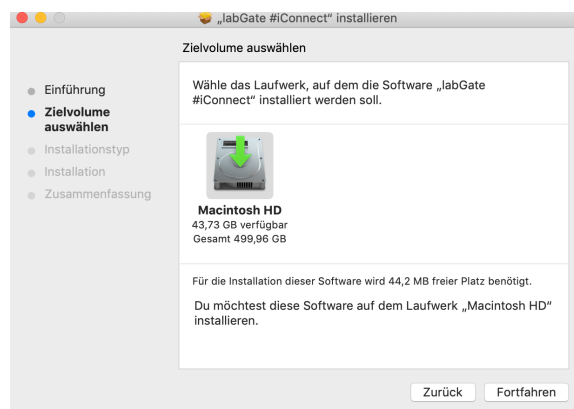 „labGate #iConnect“ installieren
Zielvolume auswählen
Einführung
Zielvolume
auswählen
Installationstyp
Installation
Zusammenfassung
Wähle das Laufwerk, auf dem die Software „labGate
#iConnect“ installiert werden soll.
Macintosh HD
43,73 GB verfügbar
Gesamt 499,96 GB
Für die Installation dieser Software wird 44,2 MB freier Platz benötigt.
Du möchtest diese Software auf dem Laufwerk „Macintosh HD“
installieren.
Zurück
Fortfahren